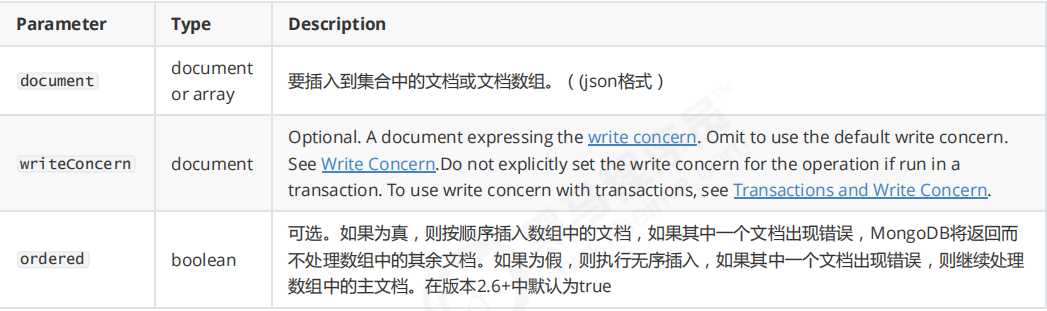 Parameter Type Description
document
document
or array
要插入到集合中的文档或文档数组。（(json格式）
writeConcern
document
Optional. A document expressing the write concern. Omit to use the default write concern.
See Write Concern.Do not explicitly set the write concern for the operation if run in a
transaction. To use write concern with transactions, see Transactions and Write Concern.
ordered
boolean
可选。如果为真，则按顺序插入数组中的文档，如果其中一个文档出现错误，MongoDB将返回而
不处理数组中的其余文档。如果为假，则执行无序插入，如果其中一个文档出现错误，则继续处理
数组中的主文档。在版本2.6+中默认为true